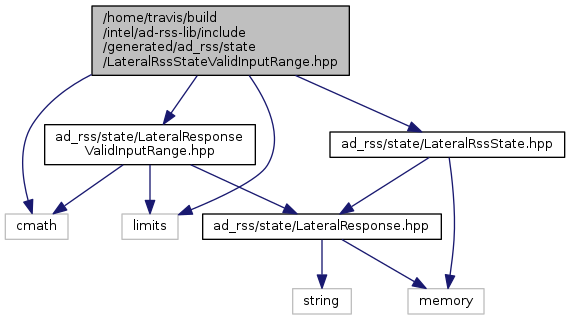 /home/travis/build
/intel/ad-rss-lib/include
/generated/ad_rss/state
/LateralRssStateValidInputRange.hpp
ad_rss/state/LateralResponse
ValidInputRange.hpp
ad_rss/state/LateralRssState.hpp
cmath
limits
ad_rss/state/LateralResponse.hpp
string
memory